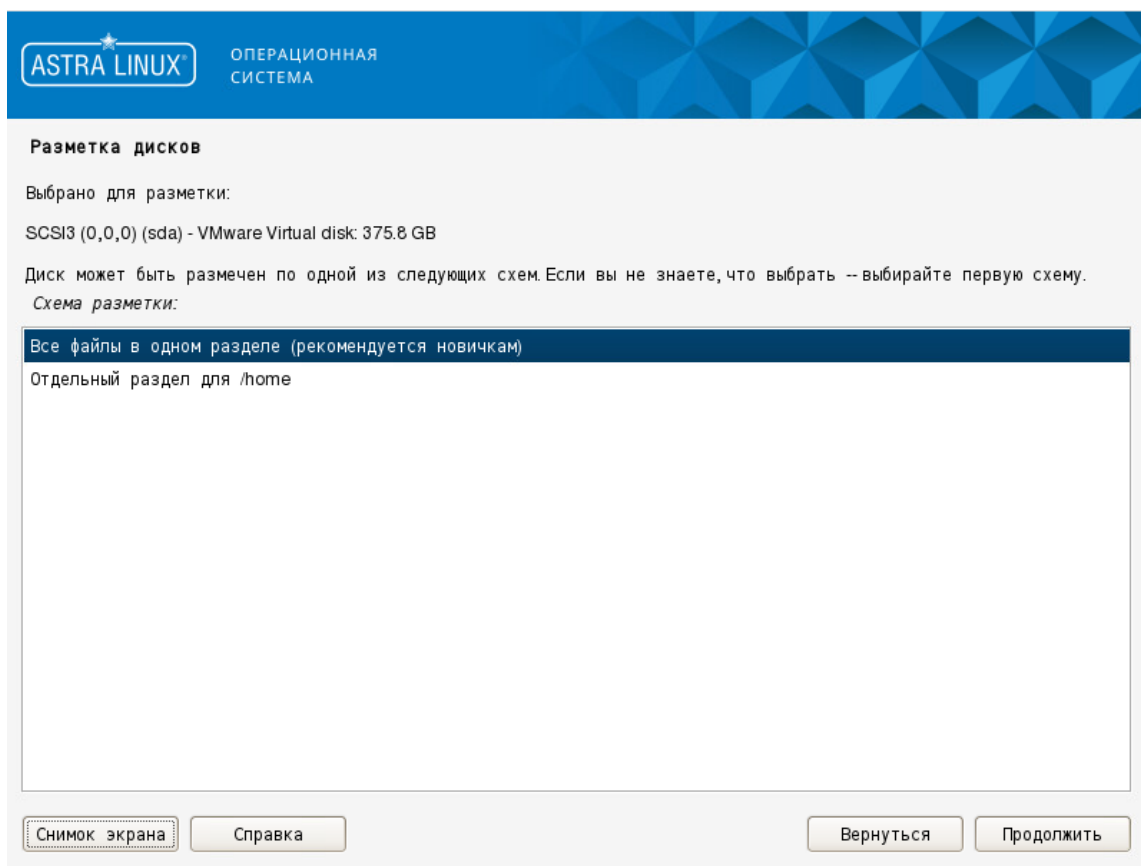 ASTRA LINUX®
ОПЕРАЦИОННАЯ
СИСТЕМА
Разметка дисков
Выбрано для разметки:
SCSI3 (0,0,0) (sda) - VMware Virtual disk: 375.8 GB
Диск может быть размечен по одной из следующих схем. Если вы не знаете, что выбрать -- выбирайте первую схему.
Схема разметки:
Все файлы в одном разделе (рекомендуется новичкам)
Отдельный раздел для /home
Снимок экрана
Справка
Вернуться
Продолжить